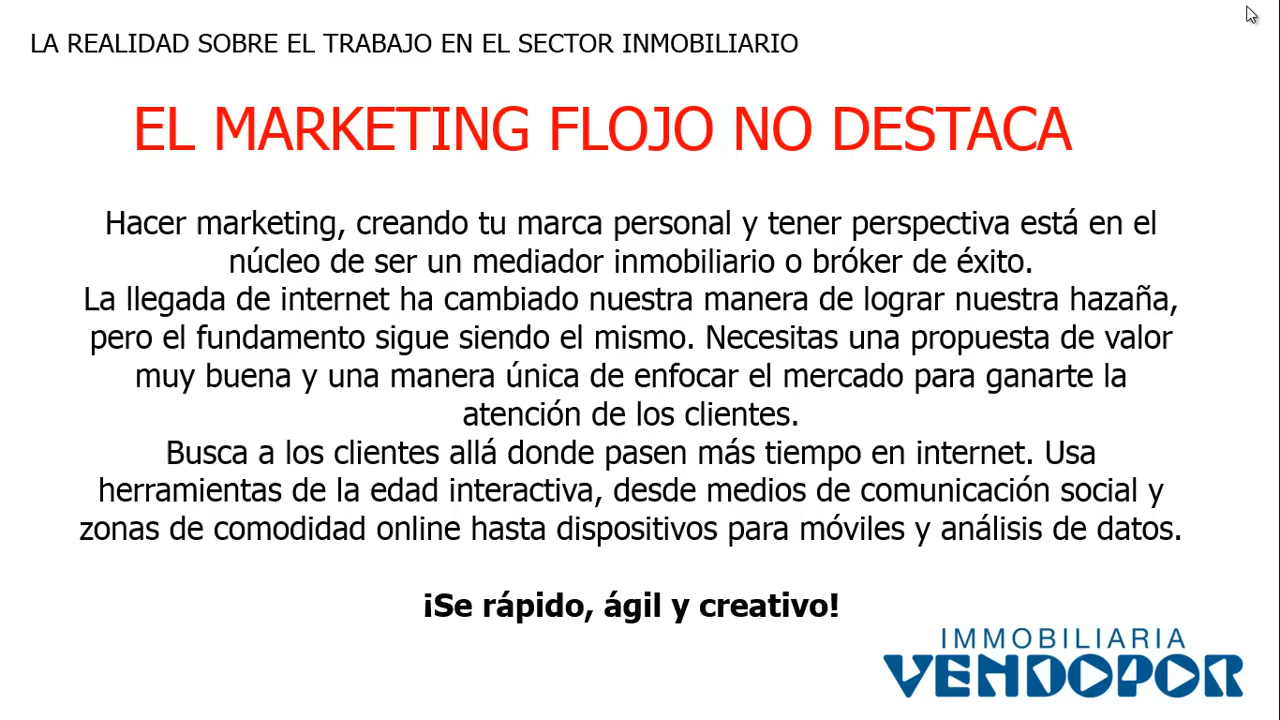 LA REALIDAD SOBRE EL TRABAJO EN EL SECTOR INMOBILIARIO
EL MARKETING FLOJO NO DESTACA
Hacer marketing, creando tu marca personal y tener perspectiva está en el
núcleo de ser un mediador inmobiliario o bróker de éxito.
La llegada de internet ha cambiado nuestra manera de lograr nuestra hazaña,
pero el fundamento sigue siendo el mismo. Necesitas una propuesta de valor
muy buena y una manera única de enfocar el mercado para ganarte la
atención de los clientes.
Busca a los clientes allá donde pasen más tiempo en internet. Usa
herramientas de la edad interactiva, desde medios de comunicación social y
zonas de comodidad online hasta dispositivos para móviles y análisis de datos.
¡Se rápido, ágil y creativo!
IMMOBILIARIA
VENDOPOR